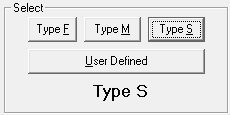 Select
Type F Type M Type S
User Defined
Type S